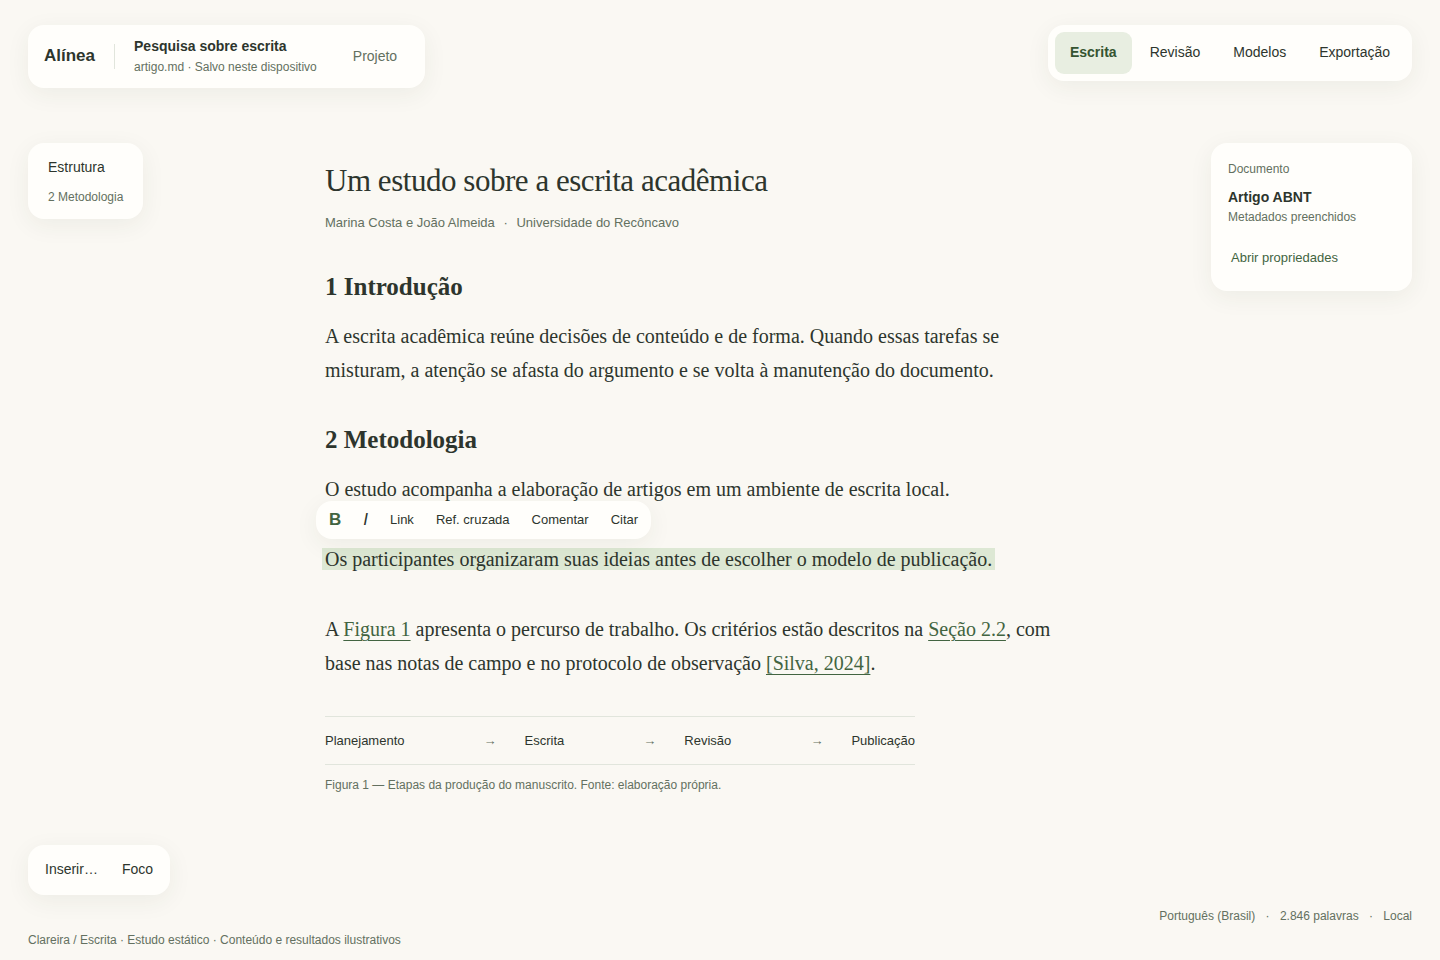 Alínea
Pesquisa sobre escrita
artigo.md · Salvo neste dispositivo
Projeto
Escrita Revisão Modelos Exportação
Estrutura
2 Metodologia
Documento
Artigo ABNT
Metadados preenchidos
Abrir propriedades
Um estudo sobre a escrita acadêmica
Marina Costa e João Almeida · Universidade do Recôncavo
1 Introdução
A escrita acadêmica reúne decisões de conteúdo e de forma. Quando essas tarefas se
misturam, a atenção se afasta do argumento e se volta à manutenção do documento.
2 Metodologia
O estudo acompanha a elaboração de artigos em um ambiente de escrita local.
B I Link Ref. cruzada Comentar Citar
Os participantes organizaram suas ideias antes de escolher o modelo de publicação.
A Figura 1 apresenta o percurso de trabalho. Os critérios estão descritos na Seção 2.2, com
base nas notas de campo e no protocolo de observação [Silva, 2024].
Planejamento → Escrita → Revisão → Publicação
Figura 1 — Etapas da produção do manuscrito. Fonte: elaboração própria.
Inserir… Foco
Português (Brasil) · 2.846 palavras · Local
Clareira / Escrita · Estudo estático · Conteúdo e resultados ilustrativos